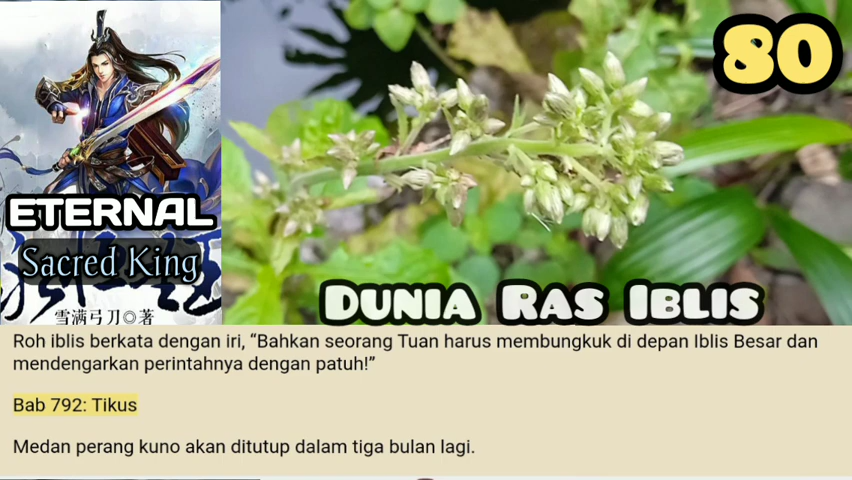 80
ETERNAL
Sacred King
雪满弓刀◎著
DUNIA RAS IBLIS
Roh iblis berkata dengan iri, “Bahkan seorang Tuan harus membungkuk di depan Iblis Besar dan
mendengarkan perintahnya dengan patuh!”
Bab 792: Tikus
Medan perang kuno akan ditutup dalam tiga bulan lagi.